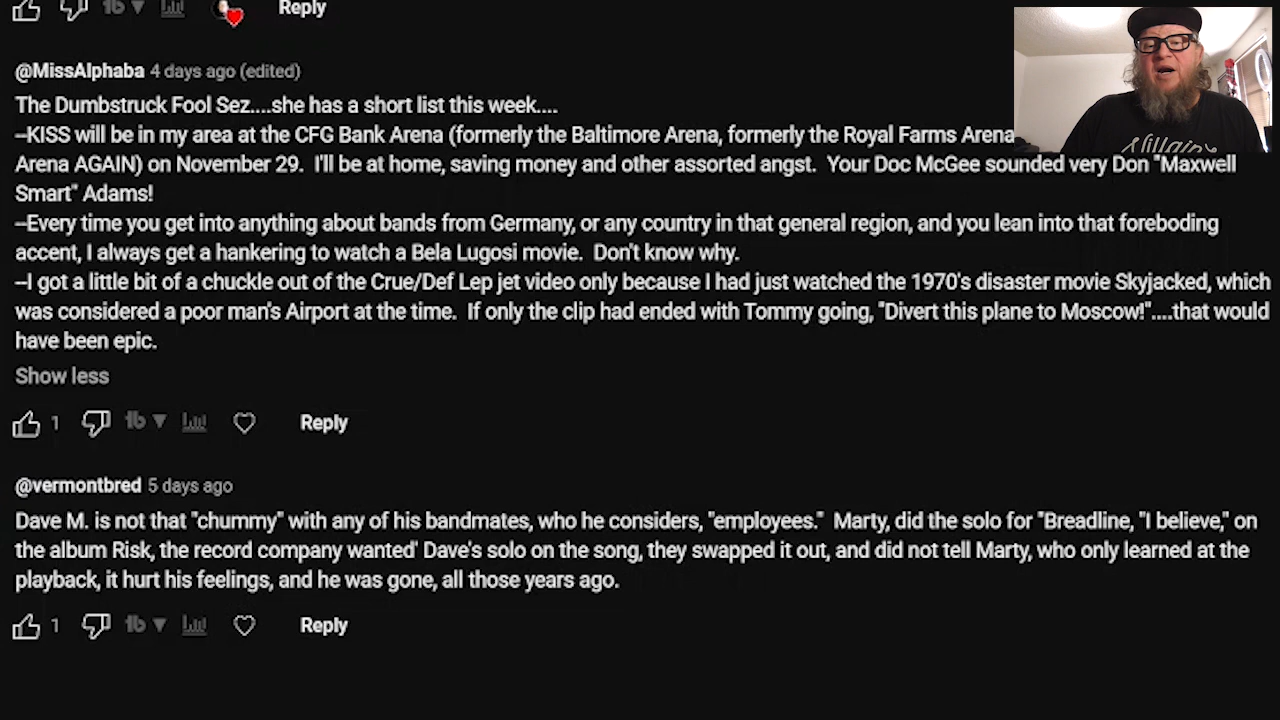 Reply
@MissAlphaba 4 days ago (edited)
The Dumbstruck Fool Sez....she has a short list this week....
--KISS will be in my area at the CFG Bank Arena (formerly the Baltimore Arena, formerly the Royal Farms Arena
Arena AGAIN) on November 29. I'll be at home, saving money and other assorted angst. Your Doc McGee sounded very Don "Maxwell
Smart" Adams!
--Every time you get into anything about bands from Germany, or any country in that general region, and you lean into that foreboding
accent, I always get a hankering to watch a Bela Lugosi movie. Don't know why.
--I got a little bit of a chuckle out of the Crue/Def Lep jet video only because I had just watched the 1970's disaster movie Skyjacked, which
was considered a poor man's Airport at the time. If only the clip had ended with Tommy going, "Divert this plane to Moscow!"....that would
have been epic.
Show less
1 Reply
@vermontbred 5 days ago
Dave M. is not that "chummy" with any of his bandmates, who he considers, "employees." Marty, did the solo for "Breadline, "I believe," on
the album Risk, the record company wanted' Dave's solo on the song, they swapped it out, and did not tell Marty, who only learned at the
playback, it hurt his feelings, and he was gone, all those years ago.
1 Reply